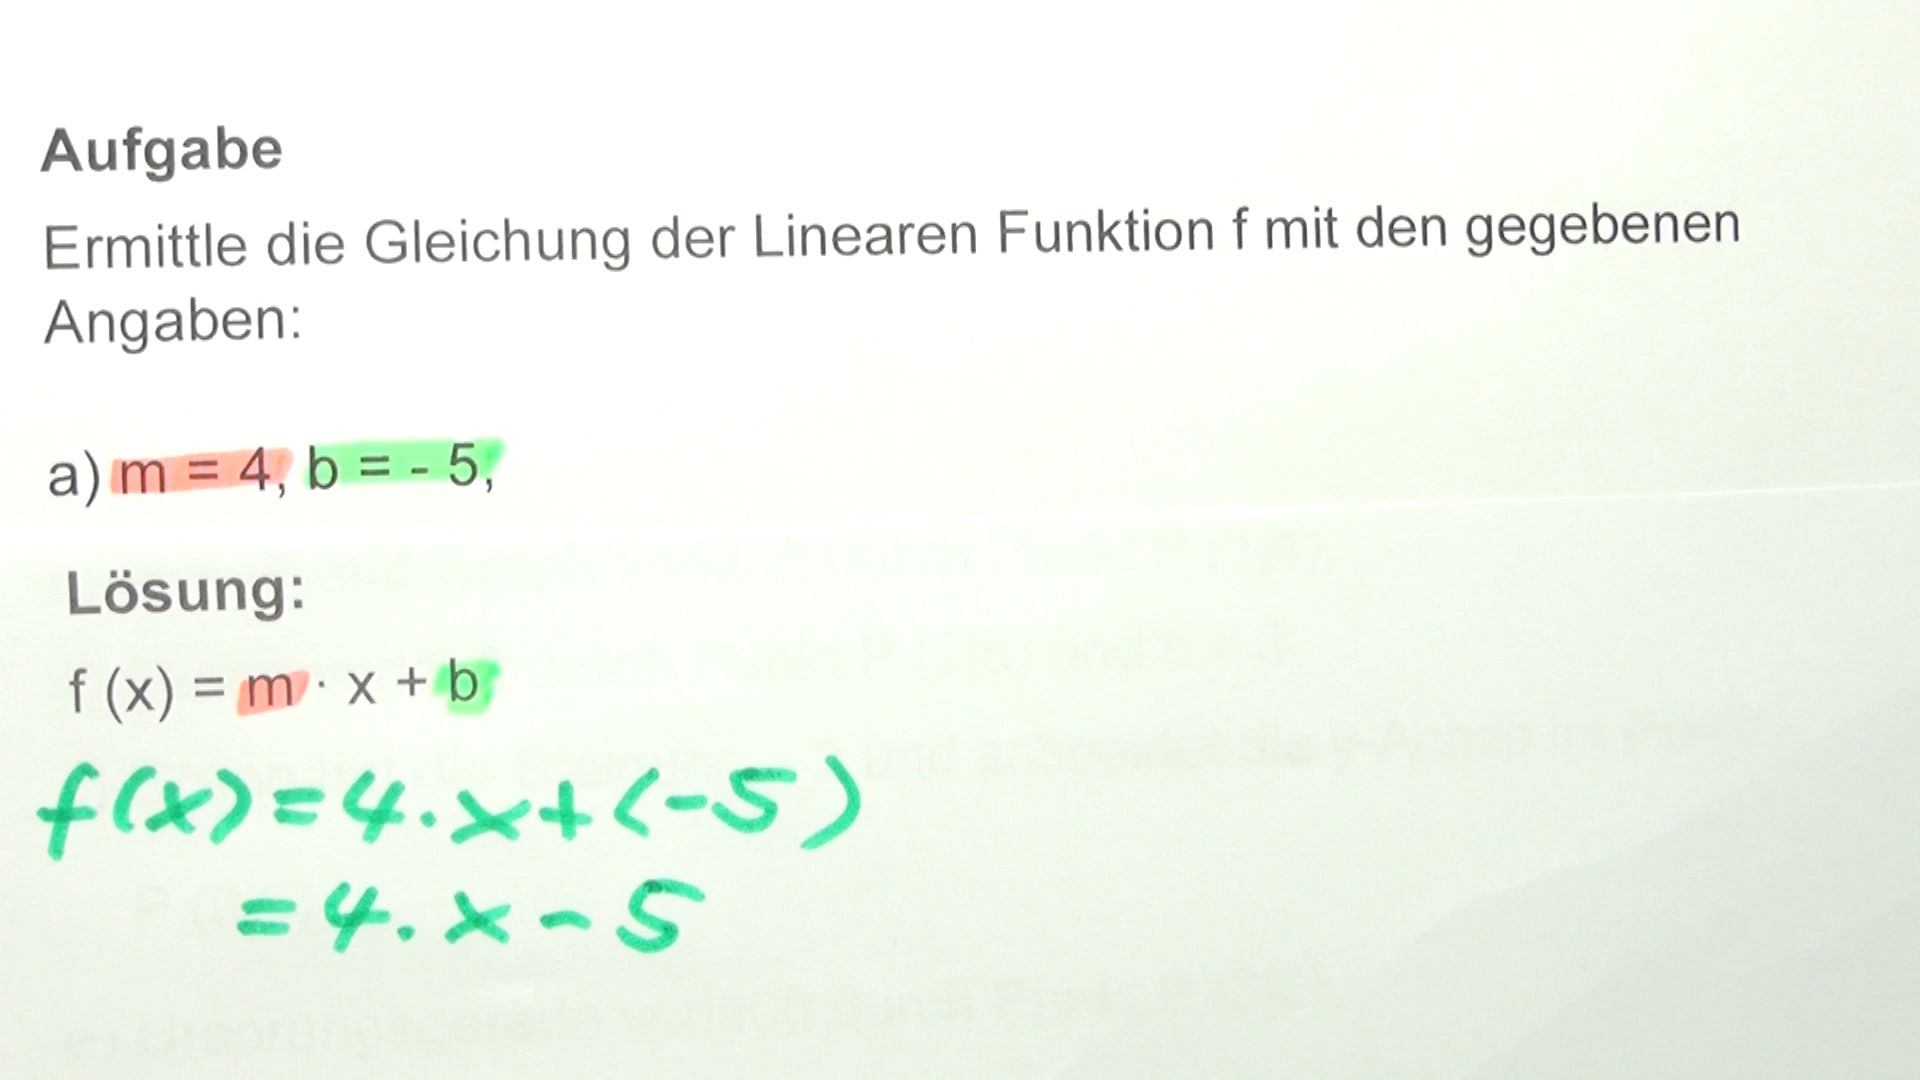 Aufgabe
Ermittle die Gleichung der Linearen Funktion f mit den gegebenen
Angaben:
a) m = 4, b = - 5,
Lösung:
f (x) = m · x + b
f(x) = 4 · x + (-5)
= 4 · x - 5